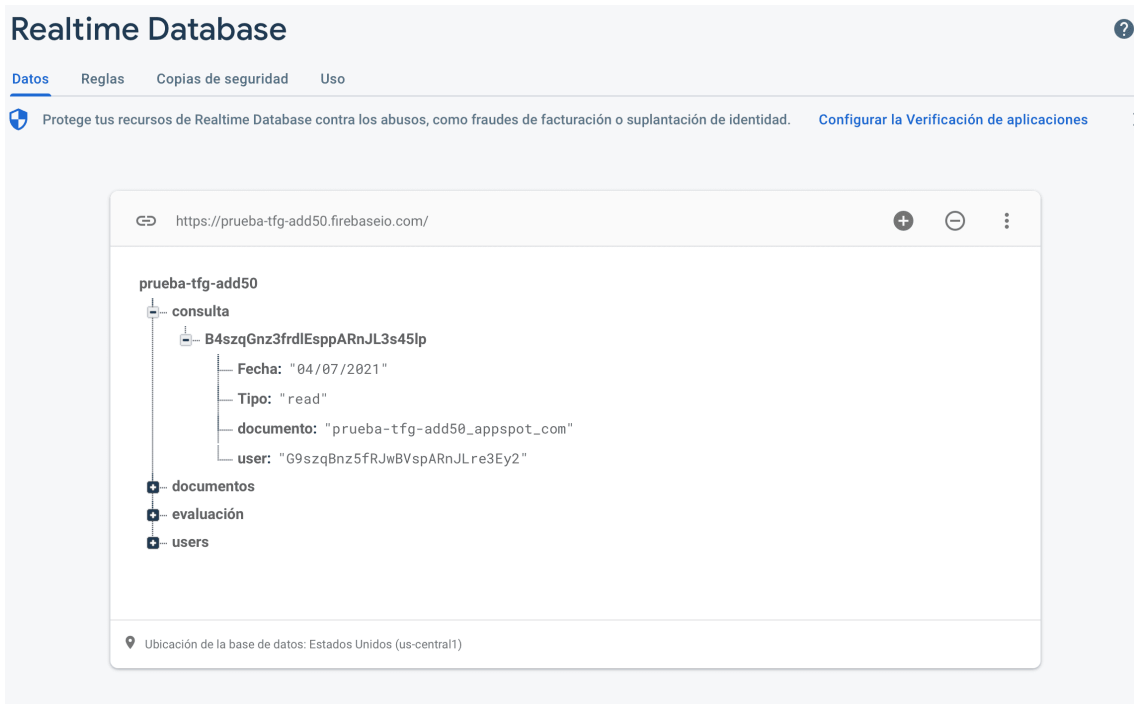 Realtime Database
Datos Reglas Copias de seguridad Uso
Protege tus recursos de Realtime Database contra los abusos, como fraudes de facturación o suplantación de identidad. Configurar la Verificación de aplicaciones
https://prueba-tfg-add50.firebaseio.com/
prueba-tfg-add50
consulta
B4szqGnz3frdlEsppARnJL3s45lp
Fecha: "04/07/2021"
Tipo: "read"
documento: "prueba-tfg-add50_appspot_com"
user: "G9szqBnz5fRJwBVspARnJLre3Ey2"
documentos
evaluación
users
Ubicación de la base de datos: Estados Unidos (us-central1)